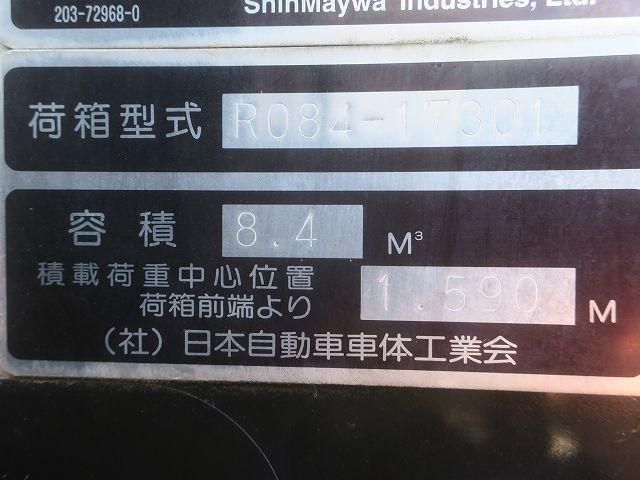 203-72968-0
ShinMaywa Industries, Ltd.
荷箱型式 R084-17301
容積 8.4 M³
積載荷重中心位置
荷箱前端より 1.590 M
（社）日本自動車車体工業会